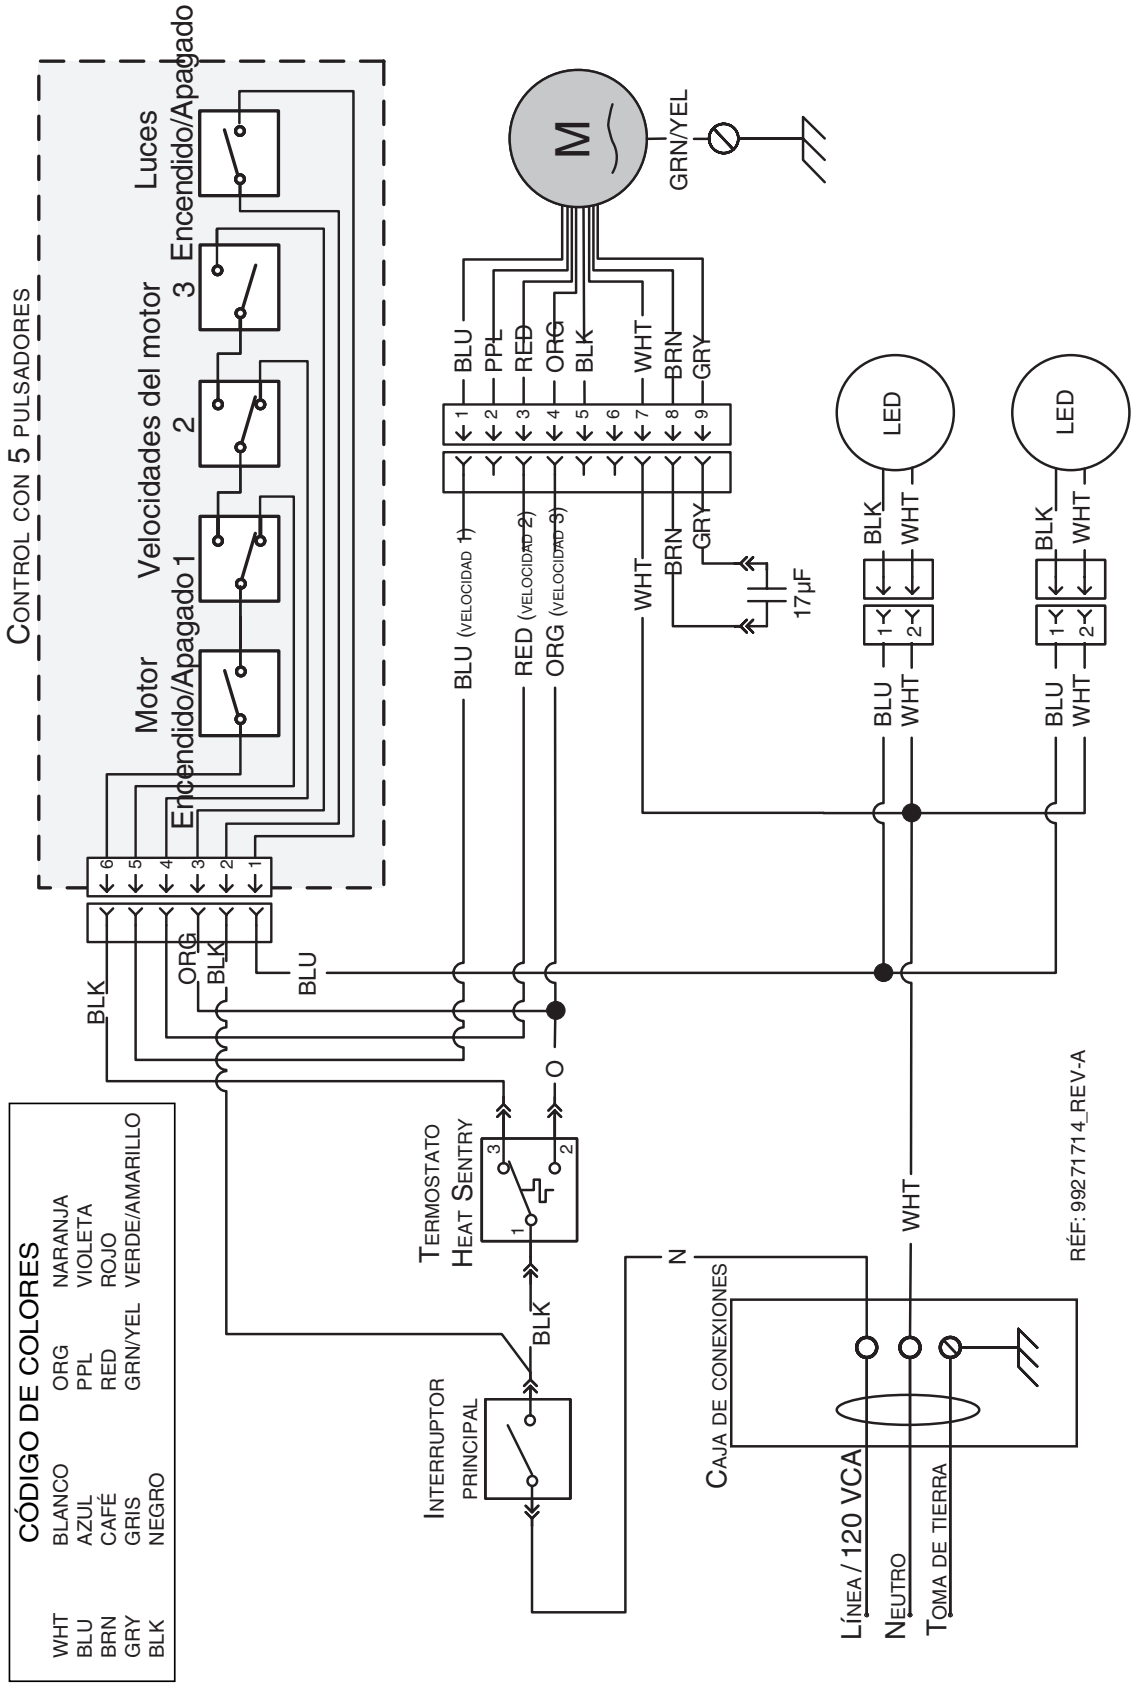 CONTROL CON 5 PULSADORES
Motor
Encendido/Apagado
Velocidades del motor
1
2
3
Luces
Encendido/Apagado
6
5
4
3
2
1
BLK
ORG
BLK
BLU
M
GRN/YEL
BLU
PPL
RED
ORG
BLK
WHT
BRN
GRY
1
2
3
4
5
6
7
8
9
BLU (VELOCIDAD 1)
RED (VELOCIDAD 2)
ORG (VELOCIDAD 3)
WHT
BRN
GRY
17µF
LED
BLK
WHT
1
2
BLU
WHT
LED
BLK
WHT
1
2
BLU
WHT
CÓDIGO DE COLORES
WHT BLANCO ORG NARANJA
BLU AZUL PPL VIOLETA
BRN CAFÉ RED ROJO
GRY GRIS GRN/YEL VERDE/AMARILLO
BLK NEGRO
TERMOSTATO
HEAT SENTRY
3
2
1
O
BLK
INTERRUPTOR
PRINCIPAL
N
WHT
CAJA DE CONEXIONES
LÍNEA / 120 VCA
NEUTRO
TOMA DE TIERRA
RÉF: 99271714_REV-A